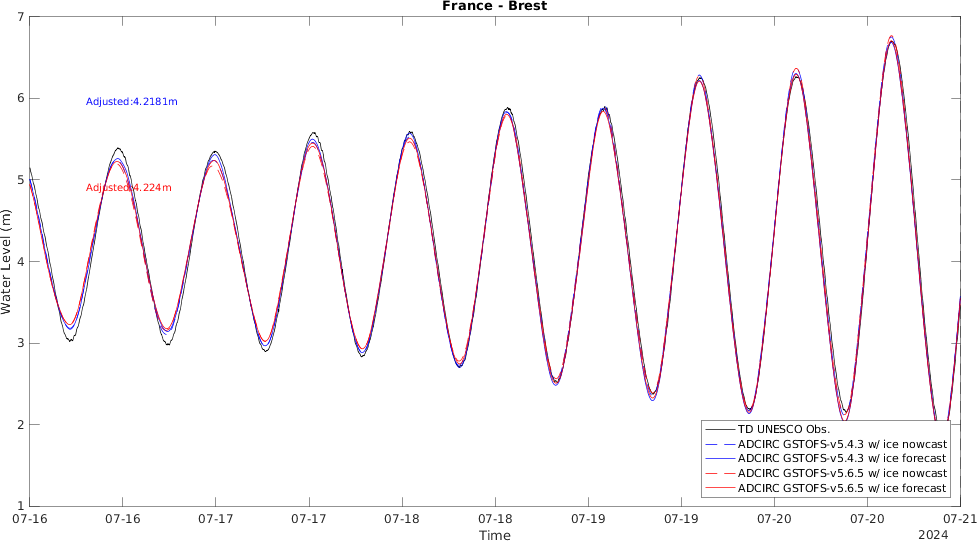 France - Brest
7
6
5
4
3
2
1
Water Level (m)
Adjusted:4.2181m
Adjusted:4.224m
TD UNESCO Obs.
ADCIRC GSTOFS-v5.4.3 w/ ice nowcast
ADCIRC GSTOFS-v5.4.3 w/ ice forecast
ADCIRC GSTOFS-v5.6.5 w/ ice nowcast
ADCIRC GSTOFS-v5.6.5 w/ ice forecast
07-16 07-16 07-17 07-17 07-18 07-18 07-19 07-19 07-20 07-20 07-21
Time
2024